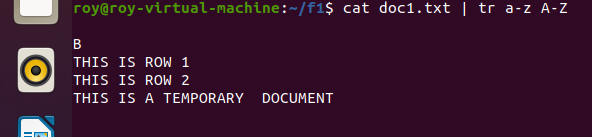 roy@roy-virtual-machine:~/f1$ cat doc1.txt | tr a-z A-Z
B
THIS IS ROW 1
THIS IS ROW 2
THIS IS A TEMPORARY  DOCUMENT